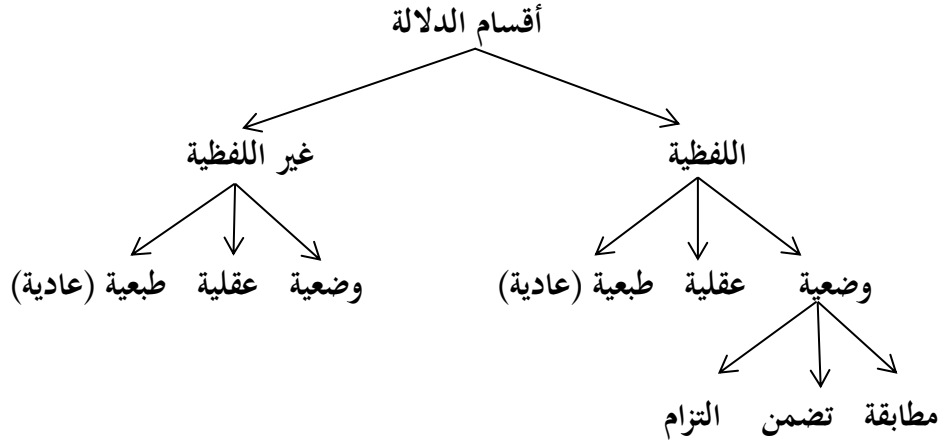 أقسام الدلالة
اللفظية غير اللفظية
وضعية عقلية طبعية (عادية) وضعية عقلية طبعية (عادية)
مطابقة تضمن التزام